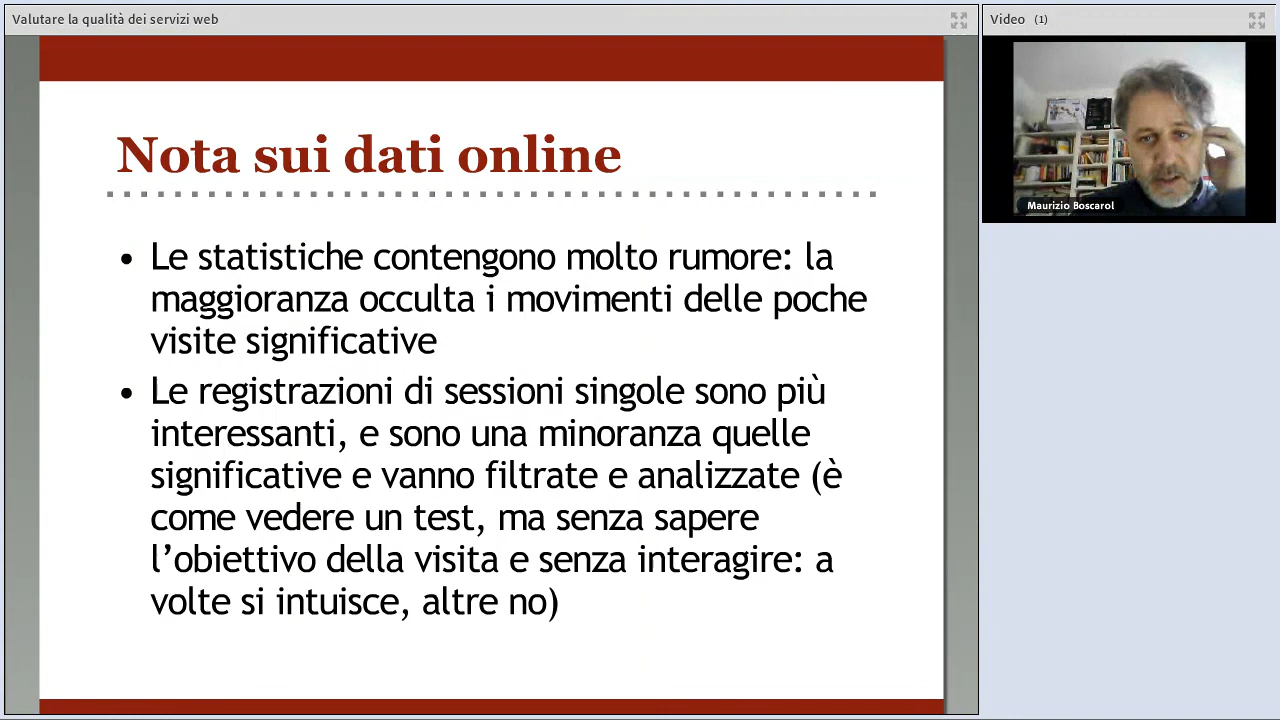 Valutare la qualità dei servizi web
Video (1)
Nota sui dati online
• Le statistiche contengono molto rumore: la
maggioranza occulta i movimenti delle poche
visite significative
• Le registrazioni di sessioni singole sono più
interessanti, e sono una minoranza quelle
significative e vanno filtrate e analizzate (è
come vedere un test, ma senza sapere
l’obiettivo della visita e senza interagire: a
volte si intuisce, altre no)
Maurizio Boscarol